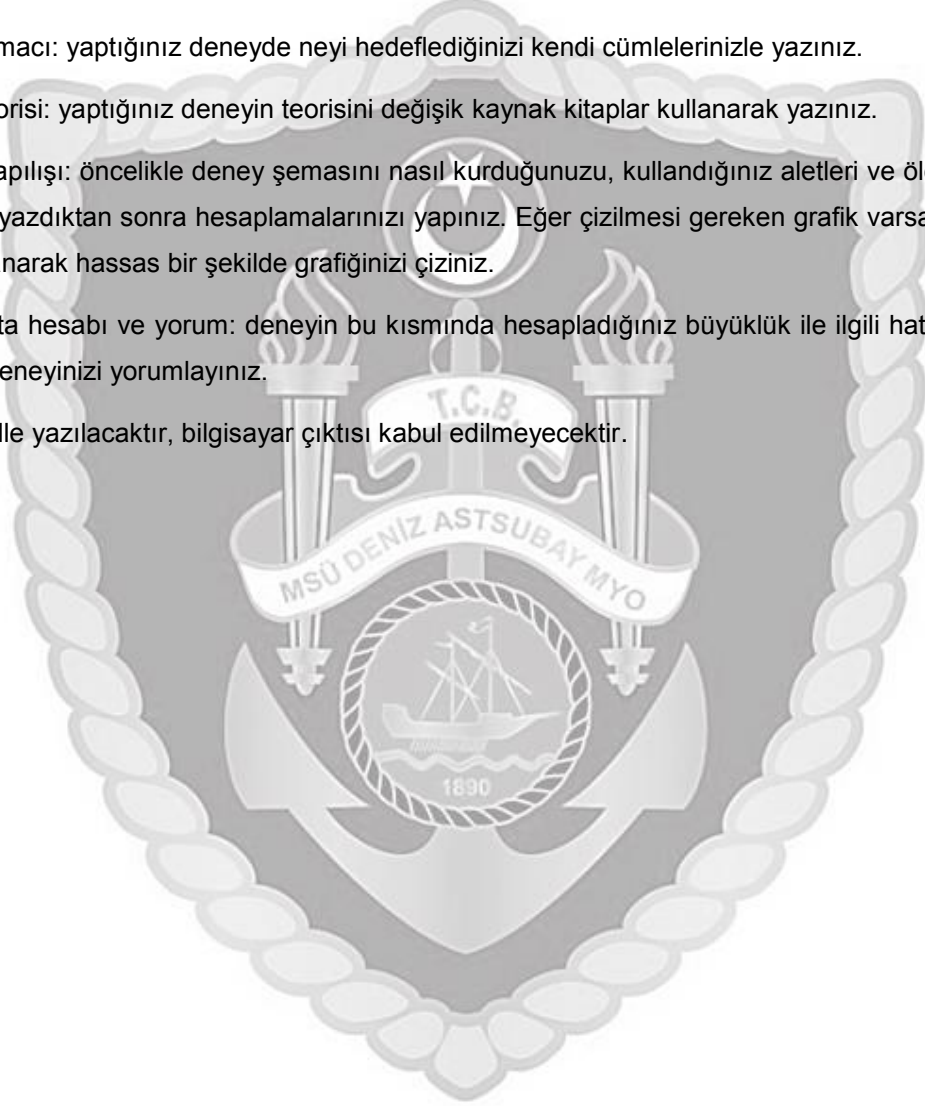 macı: yaptığınız deneyde neyi hedeflediğinizi kendi cümlelerinizle yazınız.
orisi: yaptığınız deneyin teorisini değişik kaynak kitaplar kullanarak yazınız.
apılışı: öncelikle deney şemasını nasıl kurduğunuzu, kullandığınız aletleri ve öl
yazdıktan sonra hesaplamalarınızı yapınız. Eğer çizilmesi gereken grafik varsa
narak hassas bir şekilde grafiğinizi çiziniz.
ta hesabı ve yorum: deneyin bu kısmında hesapladığınız büyüklük ile ilgili hat
eneyinizi yorumlayınız.
T.C.B.
lle yazılacaktır, bilgisayar çıktısı kabul edilmeyecektir.
MSÜ DENİZ ASTSUBAY MYO
1890